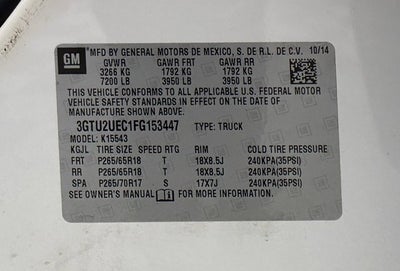 GM
MFD BY GENERAL MOTORS DE MEXICO, S. DE R.L. DE C.V. 10/14
GVWR GAWR FRT GAWR RR
3266 KG 1792 KG 1792 KG
7200 LB 3950 LB 3950 LB
THIS VEHICLE CONFORMS TO ALL APPLICABLE U.S. FEDERAL MOTOR
VEHICLE SAFETY STANDARDS IN EFFECT ON THE DATE OF
MANUFACTURE SHOWN ABOVE.
3GTU2UEC1FG153447 TYPE: TRUCK
MODEL: K15543
KGJL TIRE SIZE SPEED RTG RIM COLD TIRE PRESSURE
FRT P265/65R18 T 18X8.5J 240KPA(35PSI)
RR P265/65R18 T 18X8.5J 240KPA(35PSI)
SPA P265/70R17 S 17X7J 240KPA(35PSI)
SEE OWNER'S MANUAL FOR ADDITIONAL INFORMATION.